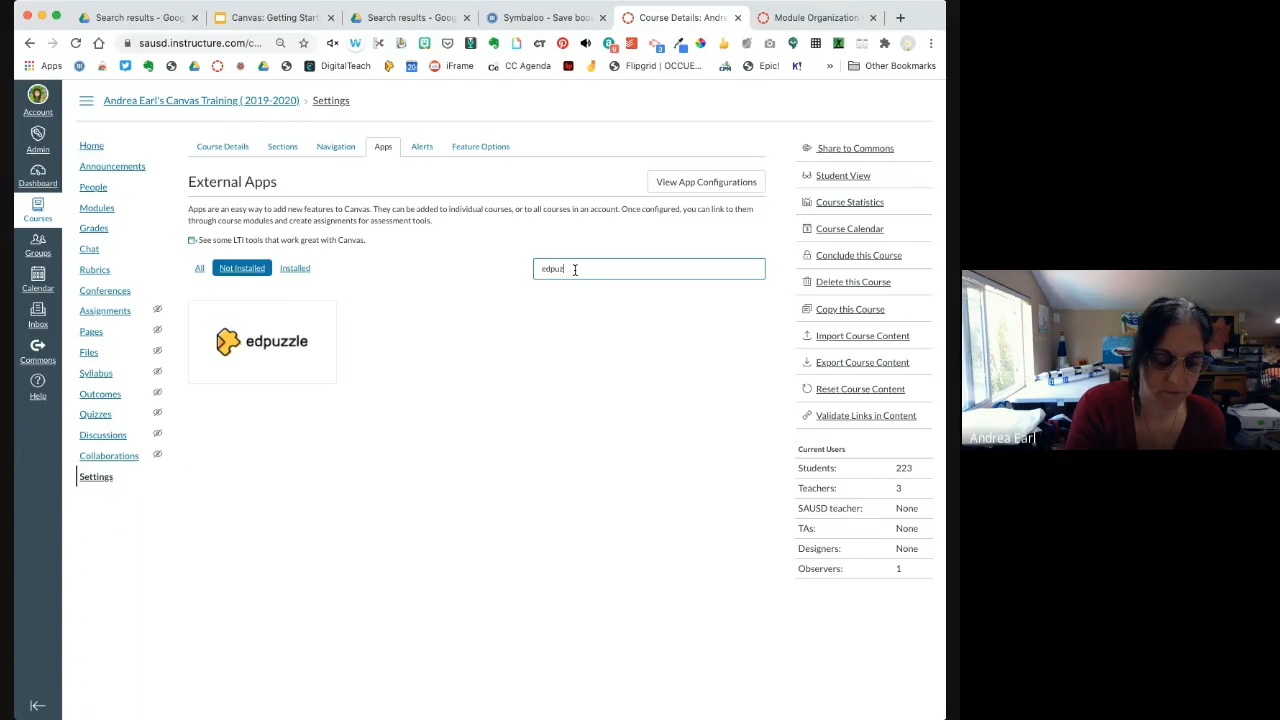 Search results - Goog
Canvas: Getting Start
Search results - Goog
Symbaloo - Save book
Course Details: Andre
Module Organization
sausd.instructure.com/c...
Apps
DigitalTeach
iFrame
CC Agenda
Flipgrid | OCCUE...
Epic!
Other Bookmarks
Account
Admin
Dashboard
Courses
Groups
Calendar
Inbox
Commons
Help
Andrea Earl's Canvas Training ( 2019-2020) > Settings
Home
Announcements
People
Modules
Grades
Chat
Rubrics
Conferences
Assignments
Pages
Files
Syllabus
Outcomes
Quizzes
Discussions
Collaborations
Settings
Course Details Sections Navigation Apps Alerts Feature Options
External Apps
View App Configurations
Apps are an easy way to add new features to Canvas. They can be added to individual courses, or to all courses in an account. Once configured, you can link to them
through course modules and create assignments for assessment tools.
See some LTI tools that work great with Canvas.
All Not Installed Installed
edpuz
edpuzzle
Share to Commons
Student View
Course Statistics
Course Calendar
Conclude this Course
Delete this Course
Copy this Course
Import Course Content
Export Course Content
Reset Course Content
Validate Links in Content
Current Users
Students: 223
Teachers: 3
SAUSD teacher: None
TAs: None
Designers: None
Observers: 1
Andrea Earl